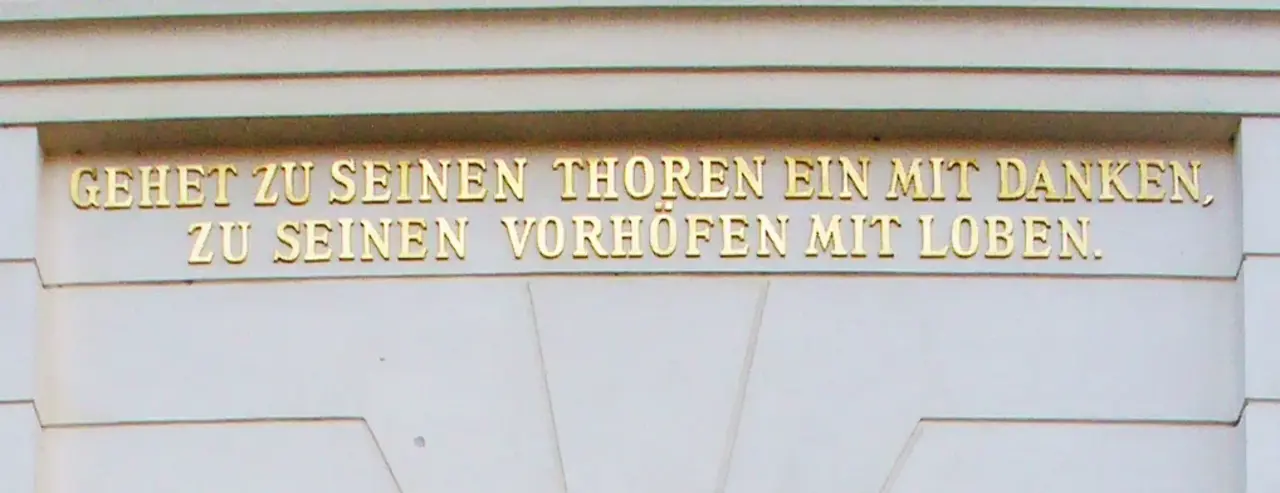 GEHET ZU SEINEN THOREN EIN MIT DANKEN,
ZU SEINEN VORHÖFEN MIT LOBEN.